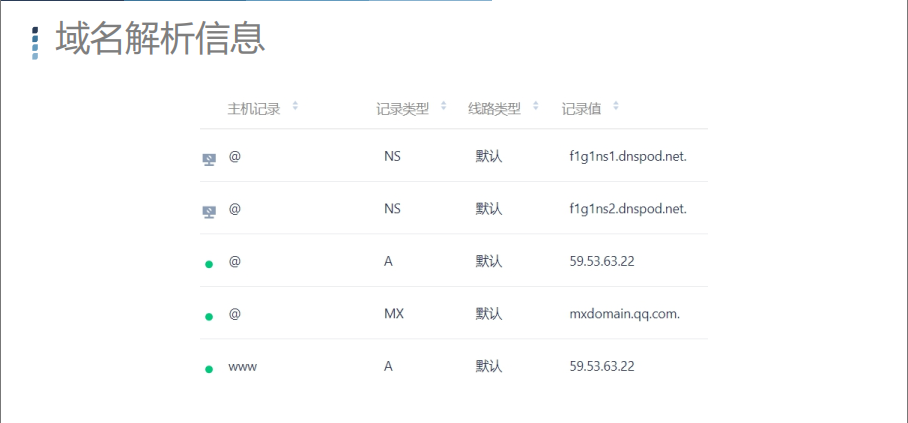 域名解析信息
主机记录 记录类型 线路类型 记录值
@ NS 默认 f1g1ns1.dnspod.net.
@ NS 默认 f1g1ns2.dnspod.net.
@ A 默认 59.53.63.22
@ MX 默认 mxdomain.qq.com.
www A 默认 59.53.63.22